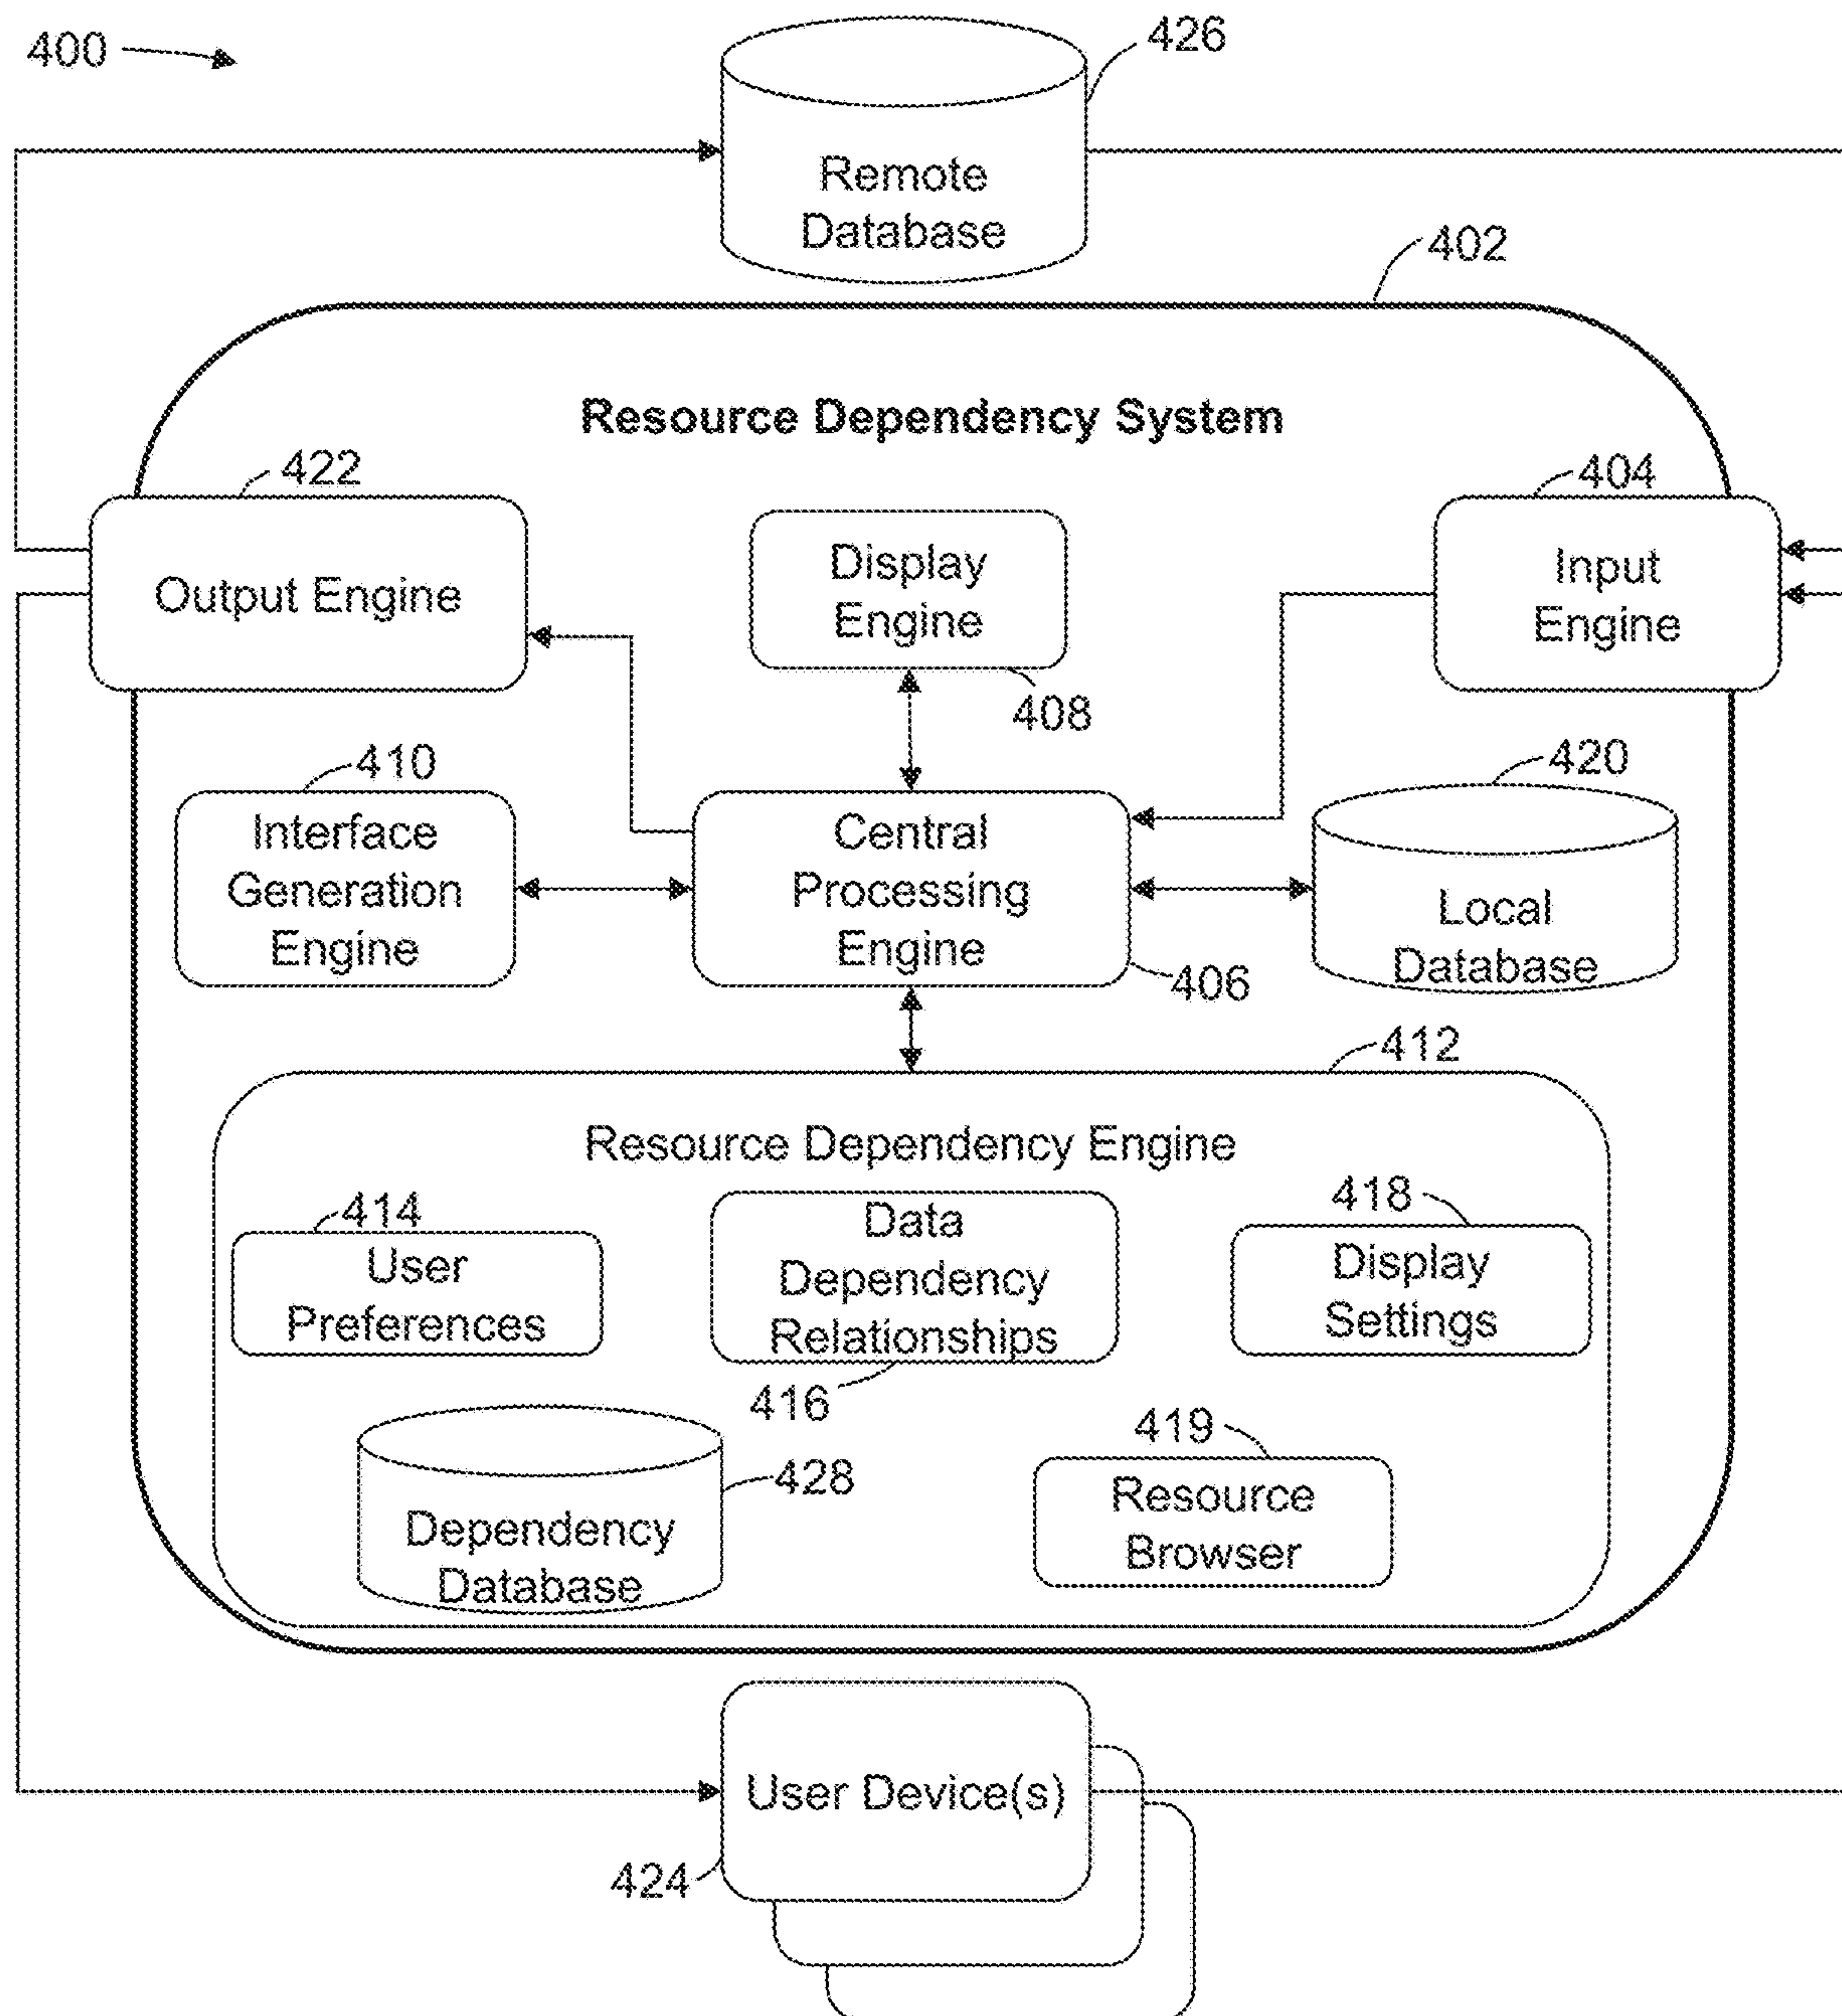 400
426
Remote
Database
402
Resource Dependency System
422
404
Output Engine
Display
Engine
Input
Engine
408
410
420
Interface
Generation
Engine
Central
Processing
Engine
Local
Database
406
412
Resource Dependency Engine
414
User
Preferences
Data
Dependency
Relationships
418
Display
Settings
416
419
428
Dependency
Database
Resource
Browser
User Device(s)
424